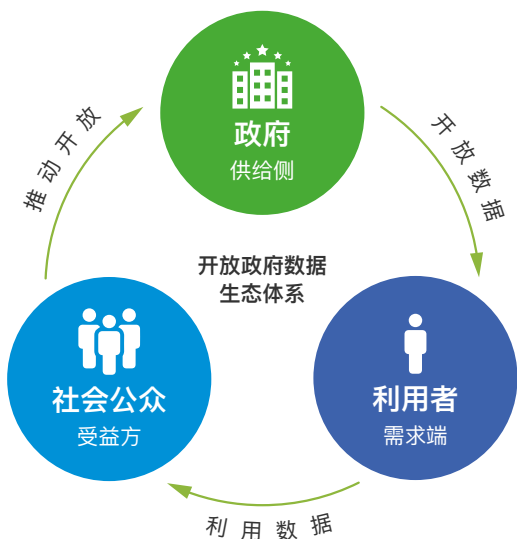 政府
供给侧
推动开放
开放数据
开放政府数据
生态体系
社会公众
受益方
利用者
需求端
利用数据